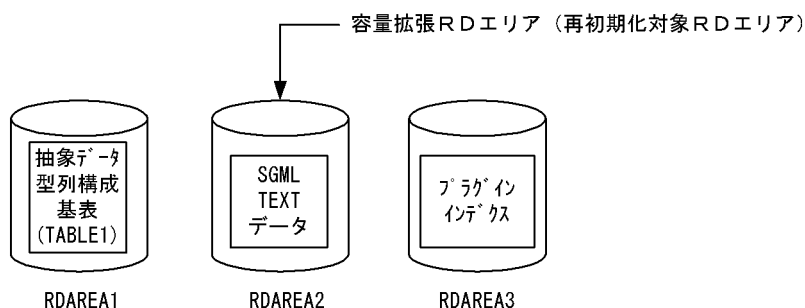 容量拡張RDエリア（再初期化対象RDエリア）
抽象ﾃﾞｰﾀ
型列構成
基表
(TABLE1)
SGML
TEXT
データ
ﾌﾟﾗｸﾞｲﾝ
ｲﾝﾃﾞｸｽ
RDAREA1
RDAREA2
RDAREA3